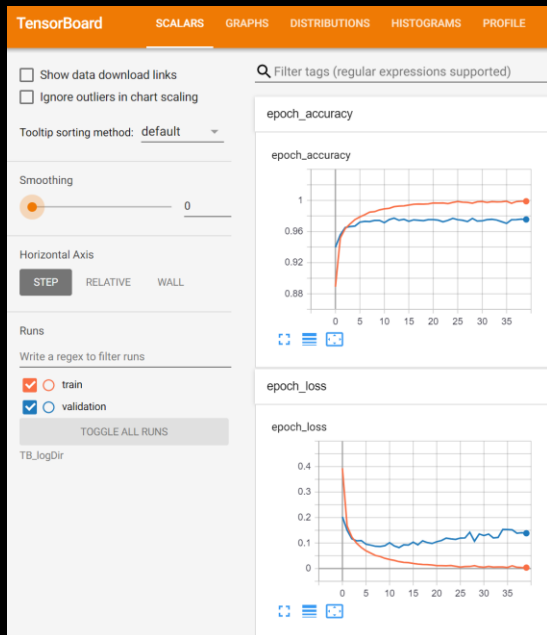 TensorBoard SCALARS GRAPHS DISTRIBUTIONS HISTOGRAMS PROFILE
Show data download links
Ignore outliers in chart scaling
Tooltip sorting method: default
Smoothing
0
Horizontal Axis
STEP RELATIVE WALL
Runs
Write a regex to filter runs
train
validation
TOGGLE ALL RUNS
TB_logDir
Filter tags (regular expressions supported)
epoch_accuracy
epoch_accuracy
1
0.96
0.92
0.88
0 5 10 15 20 25 30 35
epoch_loss
epoch_loss
0.4
0.3
0.2
0.1
0
0 5 10 15 20 25 30 35